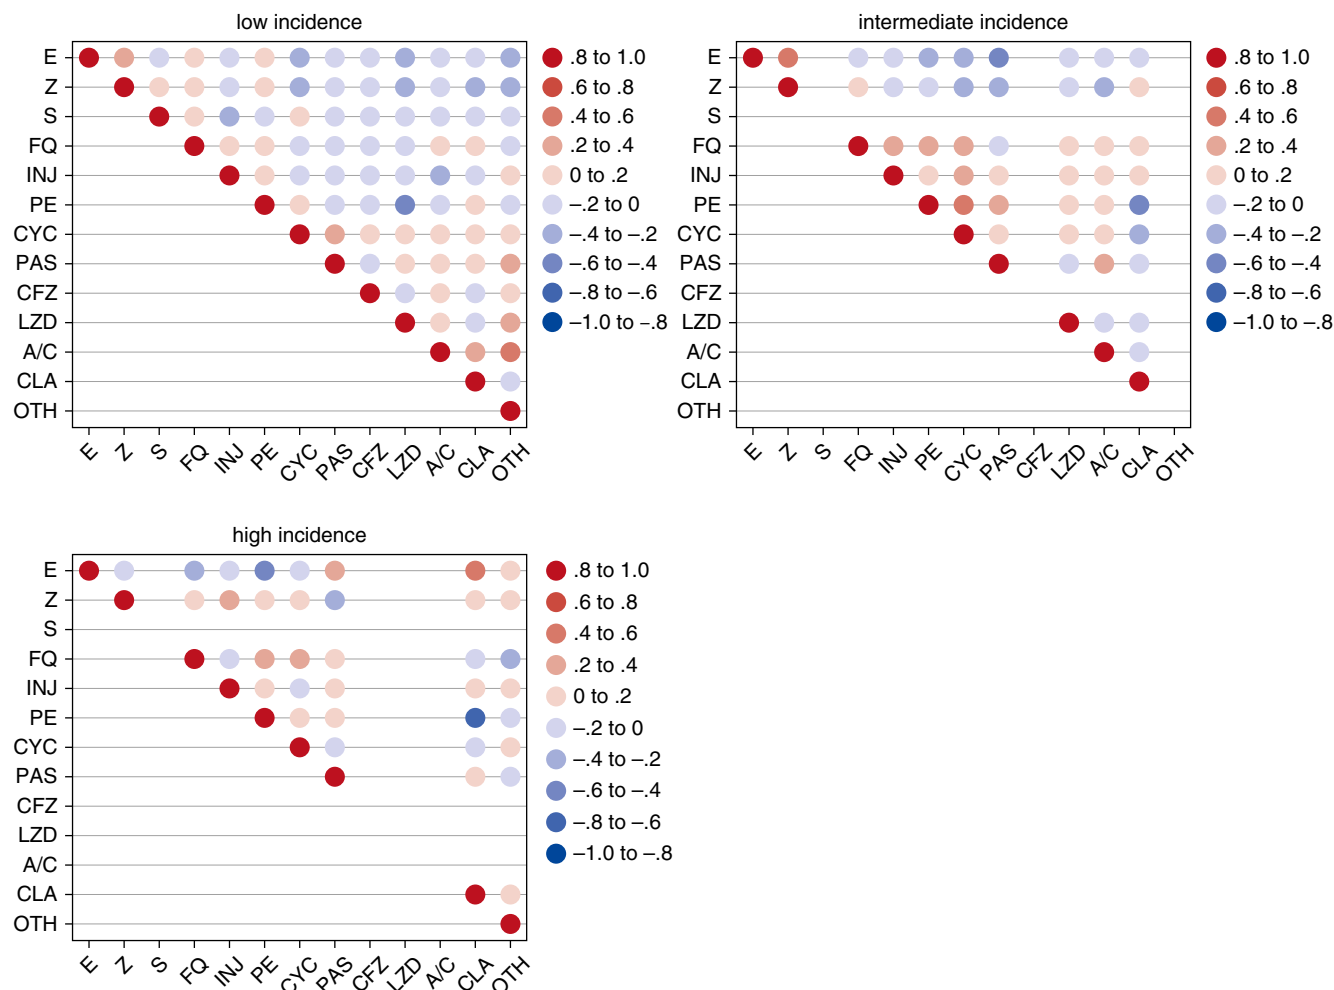 low incidence
E
Z
S
FQ
INJ
PE
CYC
PAS
CFZ
LZD
A/C
CLA
OTH
E Z S FQ INJ PE CYC PAS CFZ LZD A/C CLA OTH
.8 to 1.0
.6 to .8
.4 to .6
.2 to .4
0 to .2
–.2 to 0
–.4 to –.2
–.6 to –.4
–.8 to –.6
–1.0 to –.8
intermediate incidence
E
Z
S
FQ
INJ
PE
CYC
PAS
CFZ
LZD
A/C
CLA
OTH
E Z S FQ INJ PE CYC PAS CFZ LZD A/C CLA OTH
.8 to 1.0
.6 to .8
.4 to .6
.2 to .4
0 to .2
–.2 to 0
–.4 to –.2
–.6 to –.4
–.8 to –.6
–1.0 to –.8
high incidence
E
Z
S
FQ
INJ
PE
CYC
PAS
CFZ
LZD
A/C
CLA
OTH
E Z S FQ INJ PE CYC PAS CFZ LZD A/C CLA OTH
.8 to 1.0
.6 to .8
.4 to .6
.2 to .4
0 to .2
–.2 to 0
–.4 to –.2
–.6 to –.4
–.8 to –.6
–1.0 to –.8